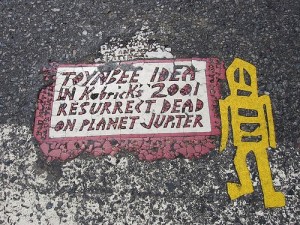 TOYNBEE IDEA
IN KubricK's '2001
RESURRECT DEAD
ON PLANET JUPiTER